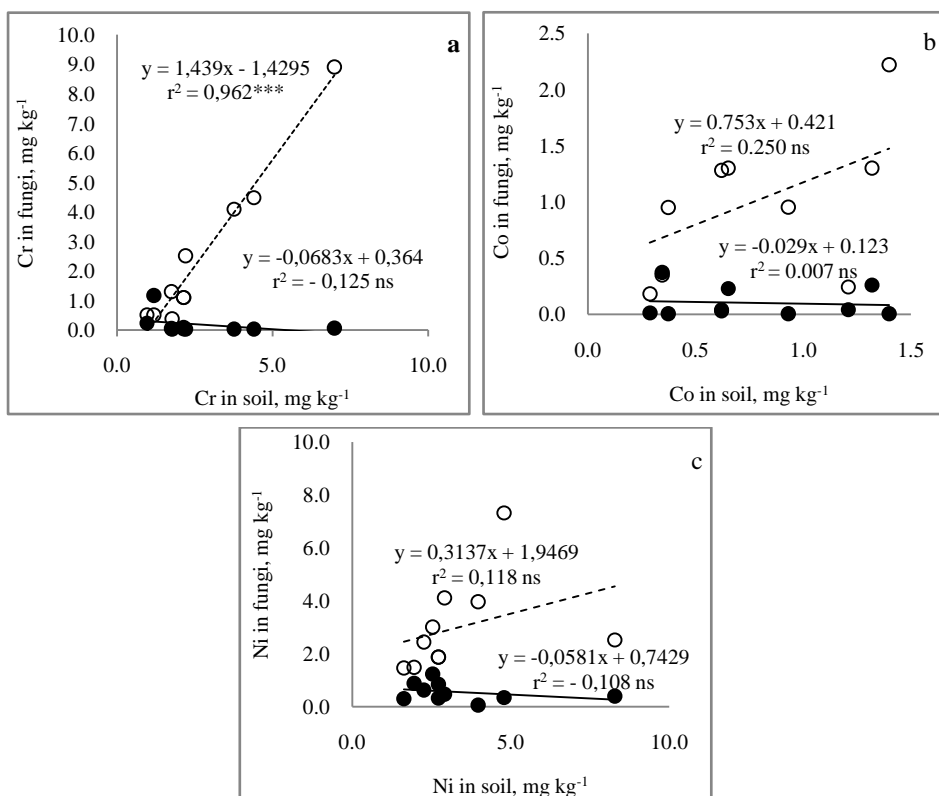 a
10.0
9.0
8.0
7.0
6.0
5.0
4.0
3.0
2.0
1.0
0.0
Cr in fungi, mg kg⁻¹
y = 1,439x - 1,4295
r² = 0,962***
y = -0,0683x + 0,364
r² = - 0,125 ns
0.0 5.0 10.0
Cr in soil, mg kg⁻¹
b
2.5
2.0
1.5
1.0
0.5
0.0
Co in fungi, mg kg⁻¹
y = 0.753x + 0.421
r² = 0.250 ns
y = -0.029x + 0.123
r² = 0.007 ns
0.0 0.5 1.0 1.5
Co in soil, mg kg⁻¹
c
10.0
8.0
6.0
4.0
2.0
0.0
Ni in fungi, mg kg⁻¹
y = 0,3137x + 1,9469
r² = 0,118 ns
y = -0,0581x + 0,7429
r² = - 0,108 ns
0.0 5.0 10.0
Ni in soil, mg kg⁻¹